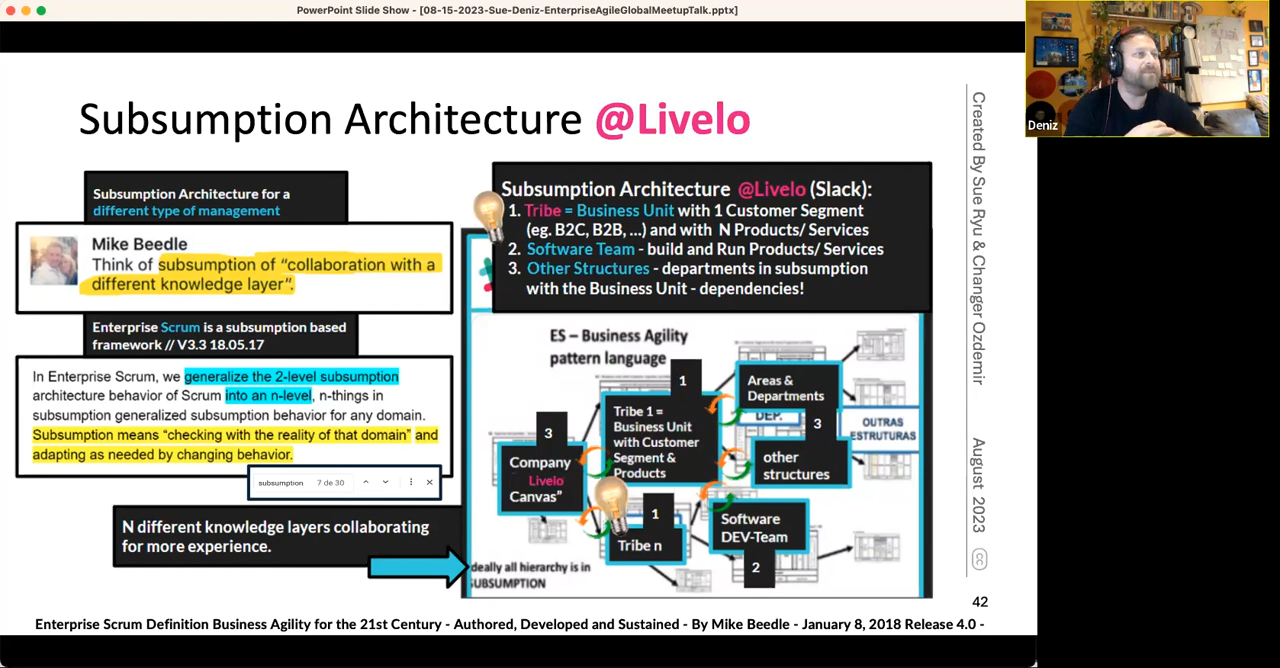 PowerPoint Slide Show - [08-15-2023-Sue-Deniz-EnterpriseAgileGlobalMeetupTalk.pptx]
Deniz
Subsumption Architecture @Livelo
Subsumption Architecture for a
different type of management
Mike Beedle
Think of subsumption of “collaboration with a
different knowledge layer”.
Enterprise Scrum is a subsumption based
framework // V3.3 18.05.17
In Enterprise Scrum, we generalize the 2-level subsumption
architecture behavior of Scrum into an n-level, n-things in
subsumption generalized subsumption behavior for any domain.
Subsumption means “checking with the reality of that domain” and
adapting as needed by changing behavior.
subsumption 7 de 30
N different knowledge layers collaborating
for more experience.
Subsumption Architecture @Livelo (Slack):
1. Tribe = Business Unit with 1 Customer Segment
(eg. B2C, B2B, ...) and with N Products/ Services
2. Software Team - build and Run Products/ Services
3. Other Structures - departments in subsumption
with the Business Unit - dependencies!
ES – Business Agility
pattern language
1
Tribe 1 =
Business Unit
with Customer
Segment &
Products
Areas &
Departments
DEP.
3
other
structures
OUTRAS
ESTRUTURAS
3
Company
Livelo
Canvas”
1
Tribe n
Software
DEV-Team
2
deally all hierarchy is in
SUBSUMPTION
Created By Sue Ryu & Changer Ozdemir
August 2023
cc
42
Enterprise Scrum Definition Business Agility for the 21st Century - Authored, Developed and Sustained - By Mike Beedle - January 8, 2018 Release 4.0 -